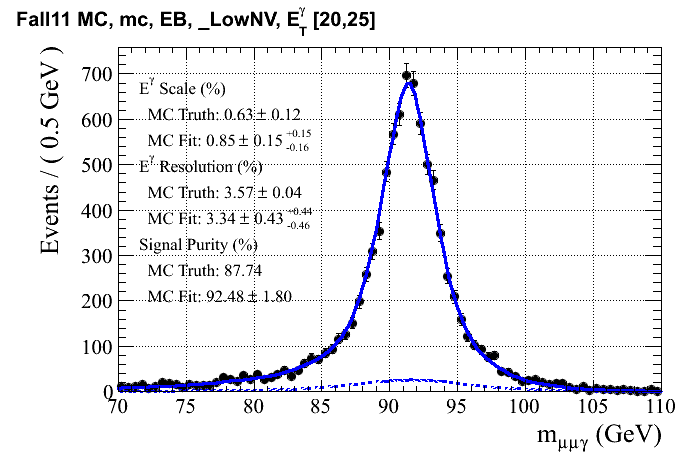 Fall11 MC, mc, EB, _LowNV, E_T^γ [20,25]
Events / ( 0.5 GeV )
700
600
500
400
300
200
100
0
E^γ Scale (%)
MC Truth: 0.63 ± 0.12
MC Fit: 0.85 ± 0.15 +0.15 -0.16
E^γ Resolution (%)
MC Truth: 3.57 ± 0.04
MC Fit: 3.34 ± 0.43 +0.44 -0.46
Signal Purity (%)
MC Truth: 87.74
MC Fit: 92.48 ± 1.80
70 75 80 85 90 95 100 105 110
m_μμγ (GeV)